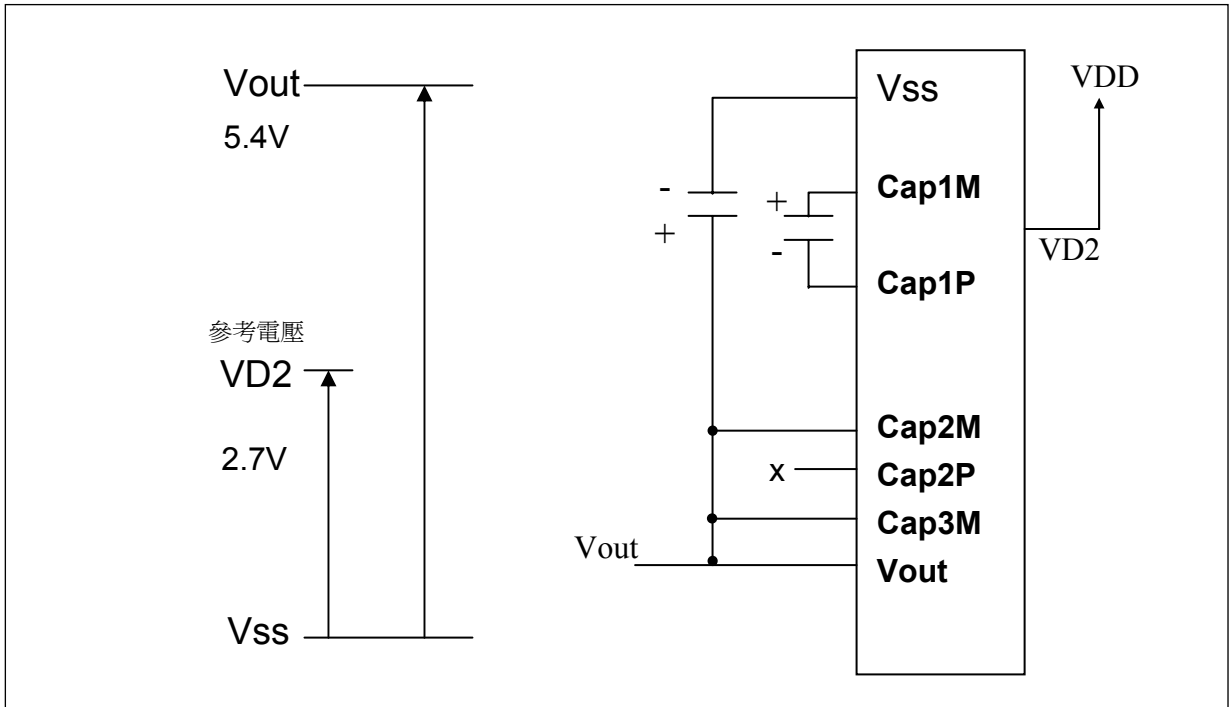 Vout
5.4V
參考電壓
VD2
2.7V
Vss
Vss
VDD
-
+
Cap1M
+
-
VD2
Cap1P
Cap2M
x
Cap2P
Cap3M
Vout
Vout